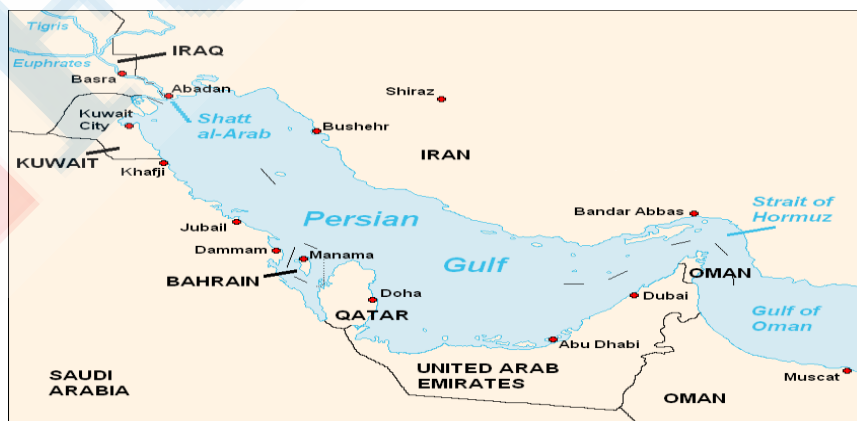 Tigris
IRAQ
Euphrates
Basra
Abadan
Shiraz
Kuwait
City
Shatt
al-Arab
Bushehr
IRAN
KUWAIT
Khafji
Strait of
Hormuz
Bandar Abbas
Persian
Jubail
Dammam
Manama
Gulf
OMAN
BAHRAIN
Doha
Dubai
QATAR
Gulf of
Oman
Abu Dhabi
SAUDI
ARABIA
UNITED ARAB
EMIRATES
Muscat
OMAN